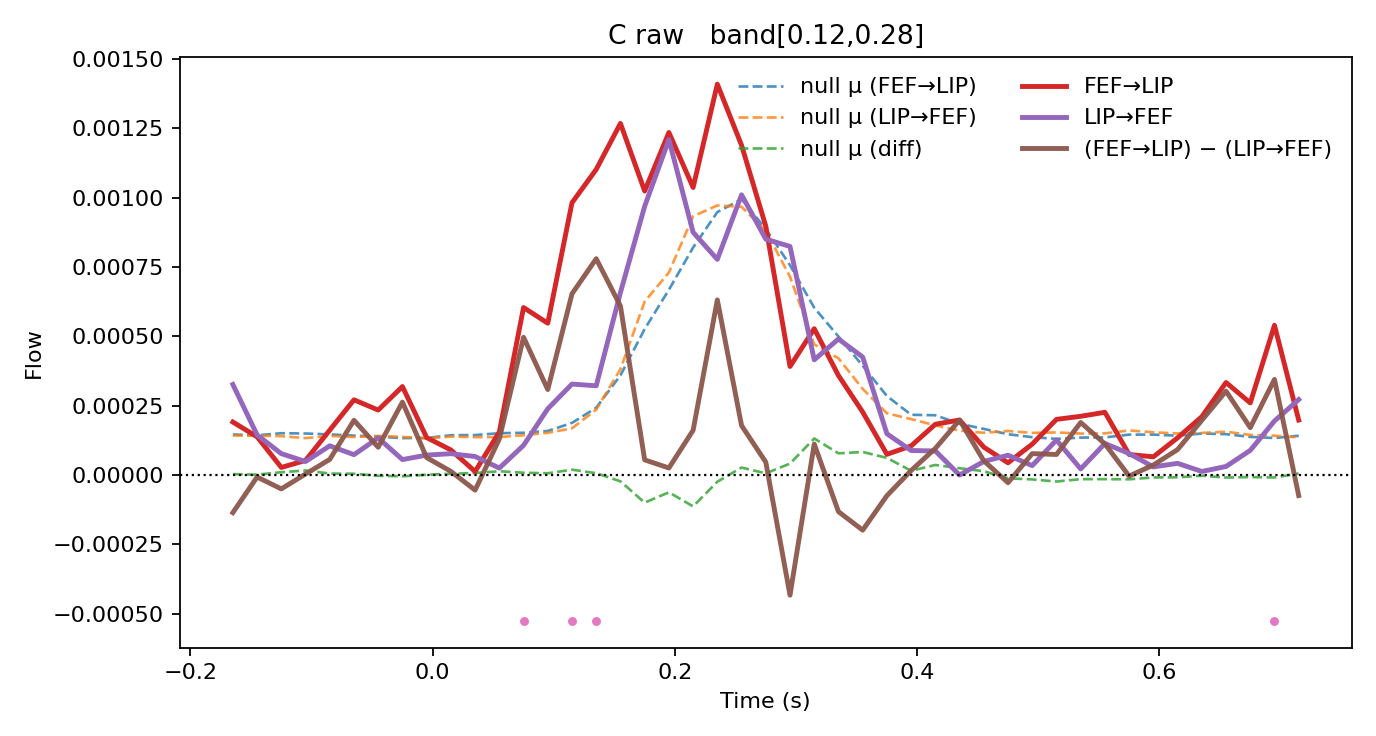 C raw   band[0.12,0.28]
0.00150
0.00125
0.00100
0.00075
0.00050
0.00025
0.00000
−0.00025
−0.00050
Flow
null μ (FEF→LIP)
null μ (LIP→FEF)
null μ (diff)
FEF→LIP
LIP→FEF
(FEF→LIP) − (LIP→FEF)
−0.2
0.0
0.2
0.4
0.6
Time (s)